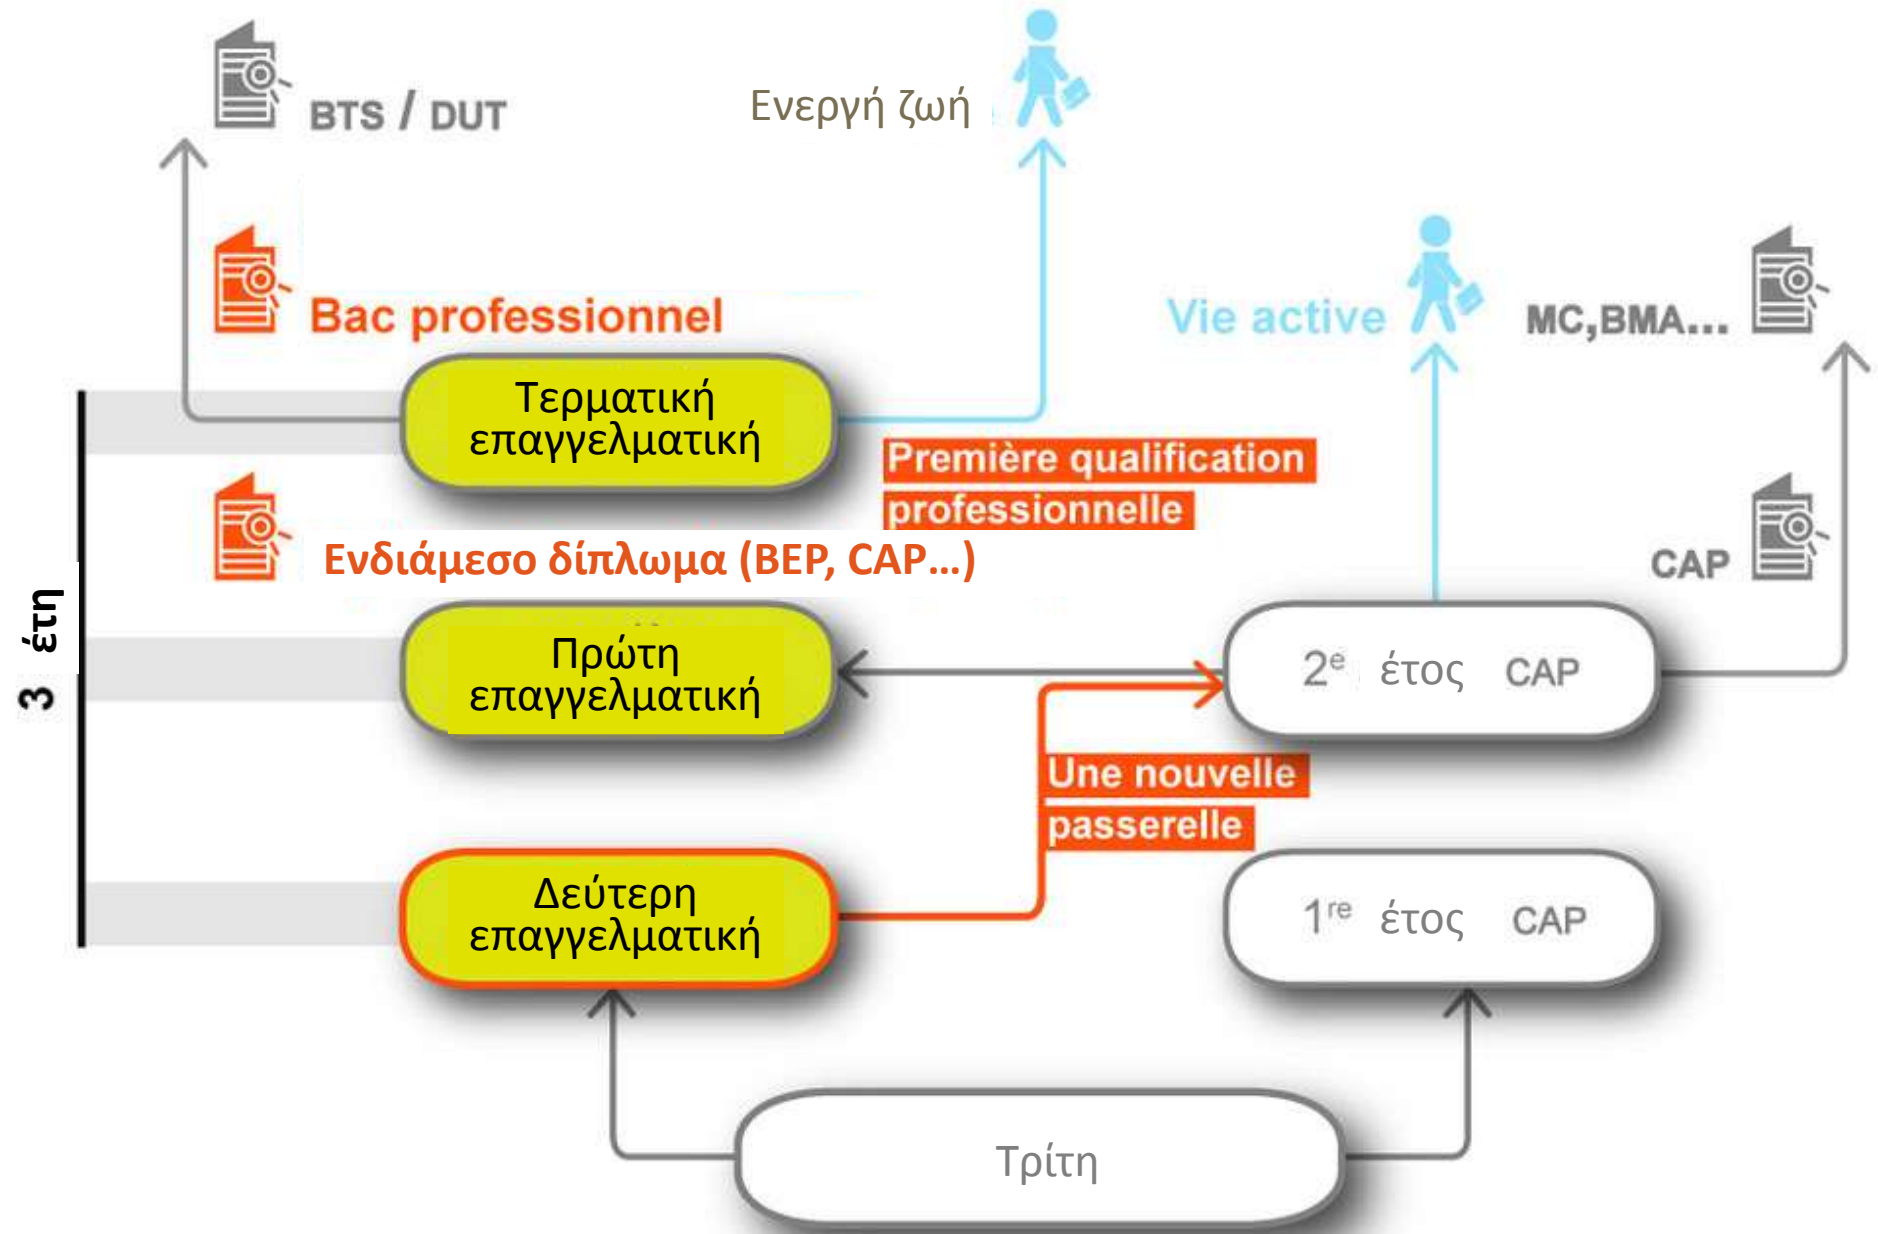 BTS / DUT
Ενεργή ζωή
Bac professionnel
Vie active
MC,BMA...
Τερματική
επαγγελματική
Première qualification
professionnelle
Ενδιάμεσο δίπλωμα (BEP, CAP…)
CAP
3 έτη
Πρώτη
επαγγελματική
2e έτος CAP
Une nouvelle
passerelle
Δεύτερη
επαγγελματική
1re έτος CAP
Τρίτη